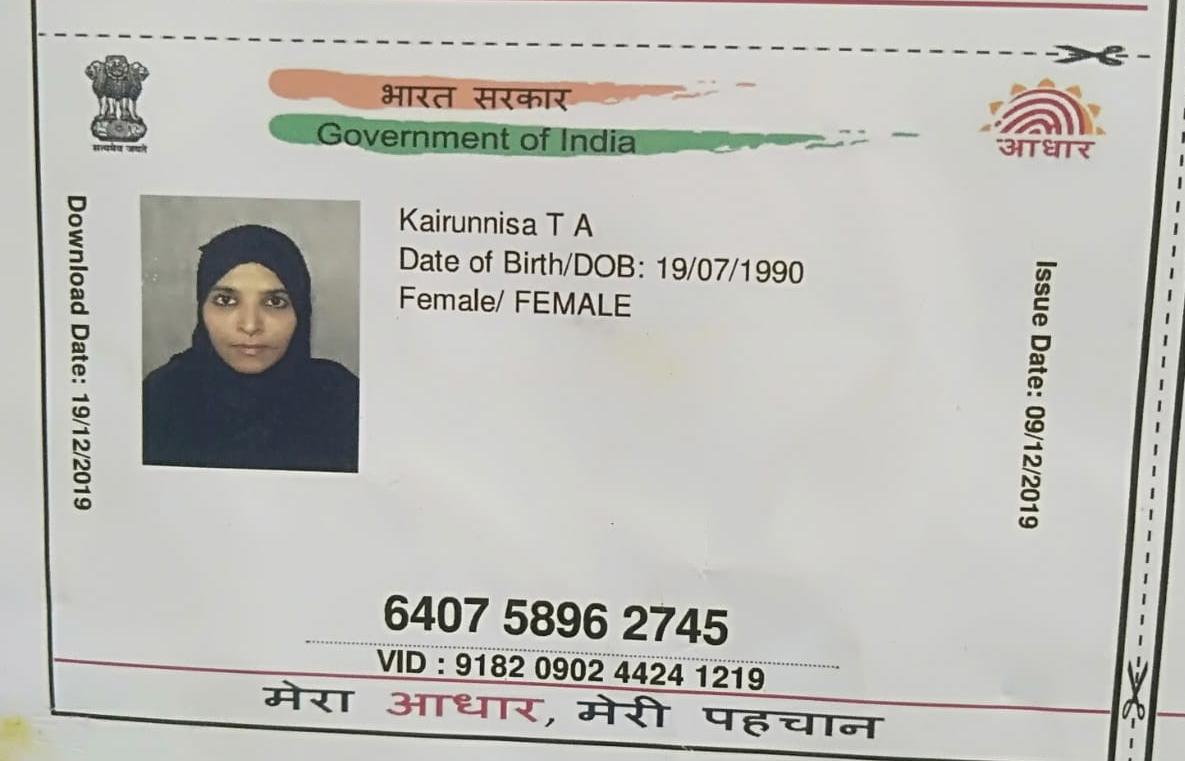 भारत सरकार
Government of India
सत्यमेव जयते
आधार
Download Date: 19/12/2019
Kairunnisa T A
Date of Birth/DOB: 19/07/1990
Female/ FEMALE
Issue Date: 09/12/2019
6407 5896 2745
VID : 9182 0902 4424 1219
मेरा आधार, मेरी पहचान